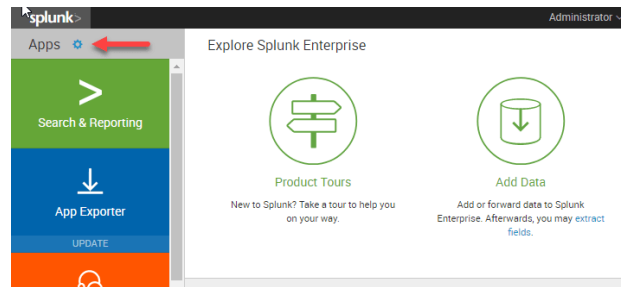 splunk>
Administrator
Apps
Explore Splunk Enterprise
>
Search & Reporting
App Exporter
UPDATE
Product Tours
New to Splunk? Take a tour to help you
on your way.
Add Data
Add or forward data to Splunk
Enterprise. Afterwards, you may extract
fields.